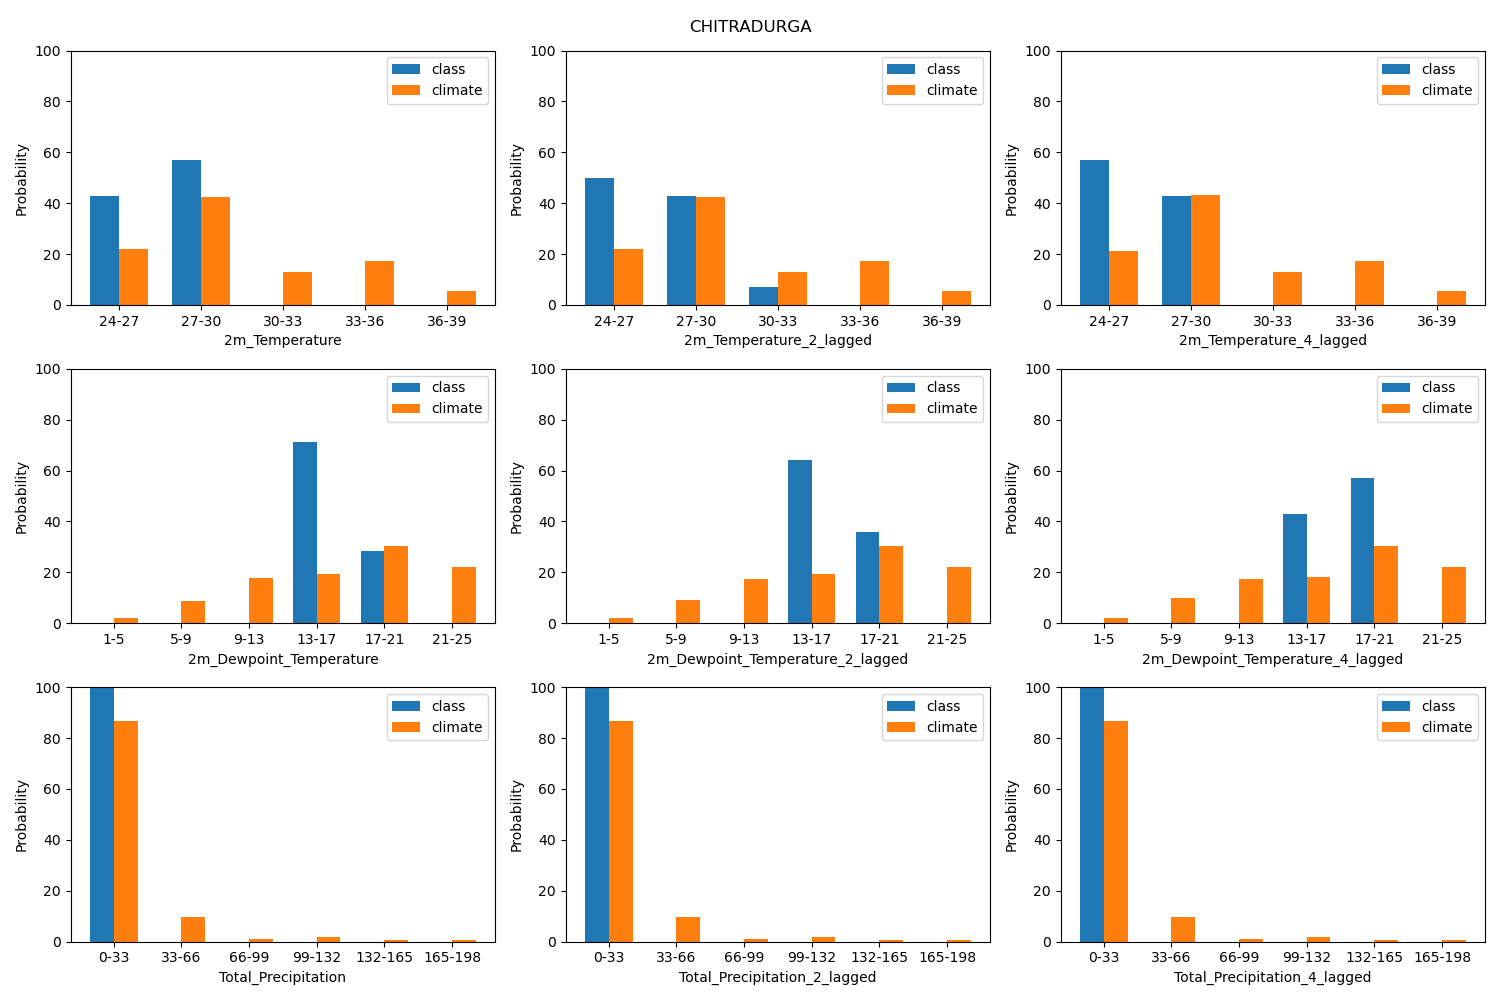 CHITRADURGA
100
80
60
40
20
0
Probability
class
climate
24-27 27-30 30-33 33-36 36-39
2m_Temperature
100
80
60
40
20
0
Probability
class
climate
24-27 27-30 30-33 33-36 36-39
2m_Temperature_2_lagged
100
80
60
40
20
0
Probability
class
climate
24-27 27-30 30-33 33-36 36-39
2m_Temperature_4_lagged
100
80
60
40
20
0
Probability
class
climate
1-5 5-9 9-13 13-17 17-21 21-25
2m_Dewpoint_Temperature
100
80
60
40
20
0
Probability
class
climate
1-5 5-9 9-13 13-17 17-21 21-25
2m_Dewpoint_Temperature_2_lagged
100
80
60
40
20
0
Probability
class
climate
1-5 5-9 9-13 13-17 17-21 21-25
2m_Dewpoint_Temperature_4_lagged
100
80
60
40
20
0
Probability
class
climate
0-33 33-66 66-99 99-132 132-165 165-198
Total_Precipitation
100
80
60
40
20
0
Probability
class
climate
0-33 33-66 66-99 99-132 132-165 165-198
Total_Precipitation_2_lagged
100
80
60
40
20
0
Probability
class
climate
0-33 33-66 66-99 99-132 132-165 165-198
Total_Precipitation_4_lagged